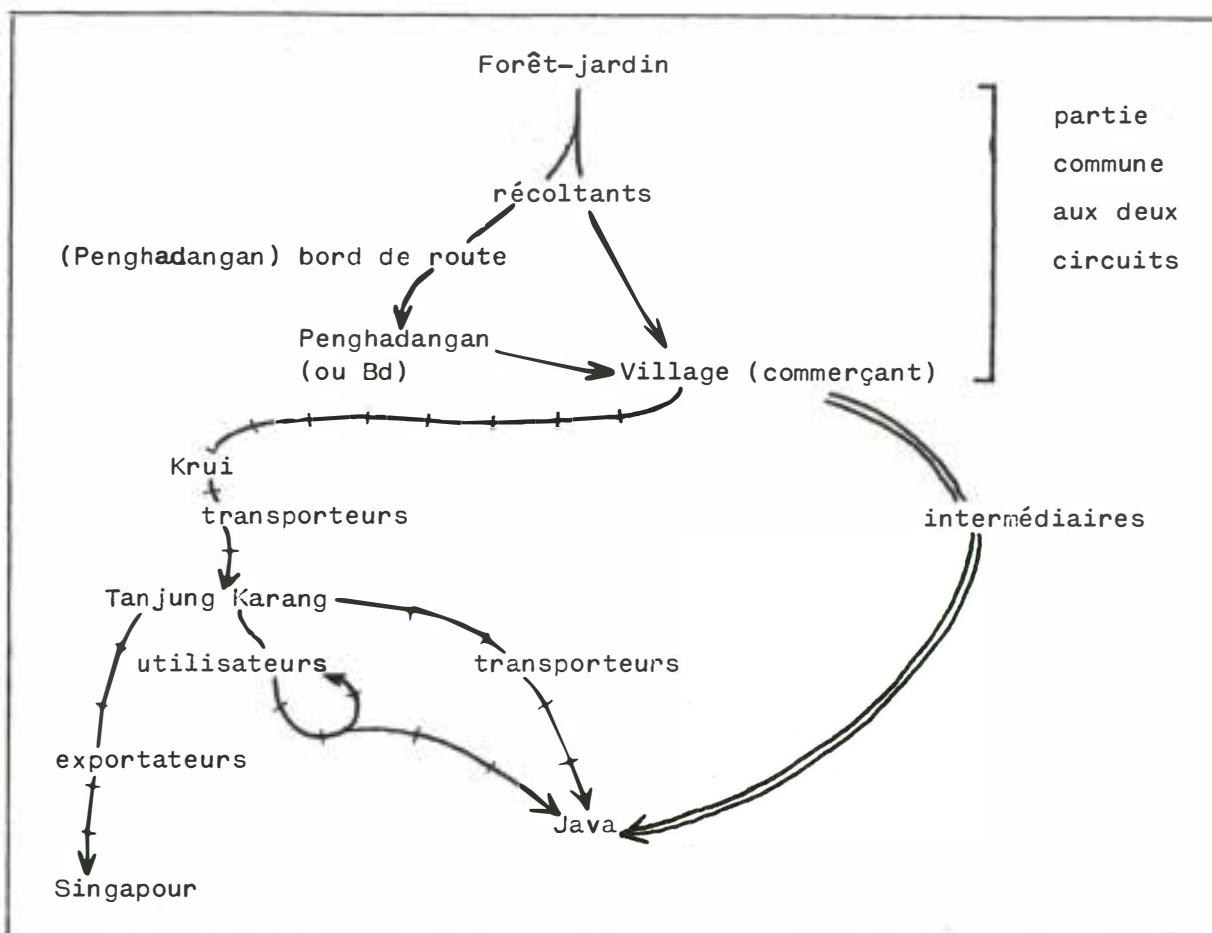 Forêt-jardin
partie
commune
aux deux
circuits
récoltants
(Penghadangan) bord de route
Penghadangan
(ou Bd)
Village (commerçant)
Krui
transporteurs
intermédiaires
Tanjung Karang
utilisateurs
transporteurs
exportateurs
Java
Singapour